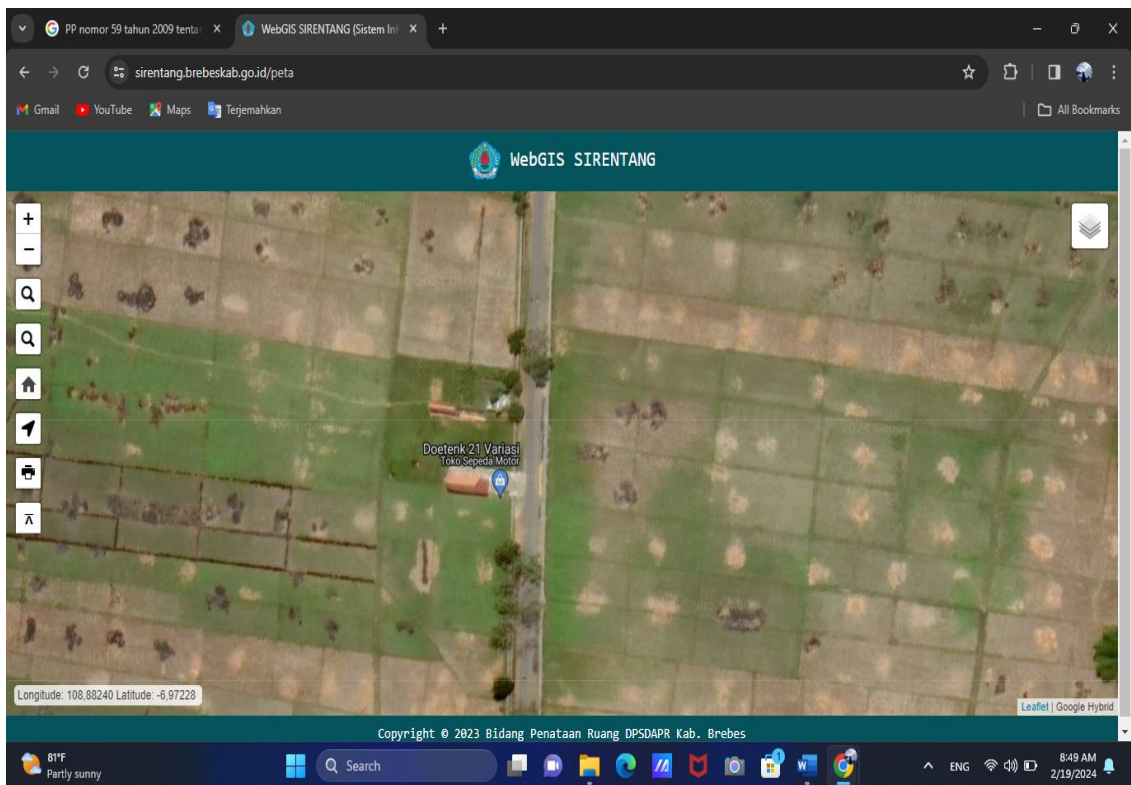 PP nomor 59 tahun 2009 tenta
WebGIS SIRENTANG (Sistem In
sirentang.brebeskab.go.id/peta
Gmail
YouTube
Maps
Terjemahkan
All Bookmarks
WebGIS SIRENTANG
Doetenk 21 Variasi
Toko Sepeda Motor
Longitude: 108,88240 Latitude: -6,97228
Leaflet | Google Hybrid
Copyright © 2023 Bidang Penataan Ruang DPSDAPR Kab. Brebes
81°F
Partly sunny
Search
ENG
8:49 AM
2/19/2024